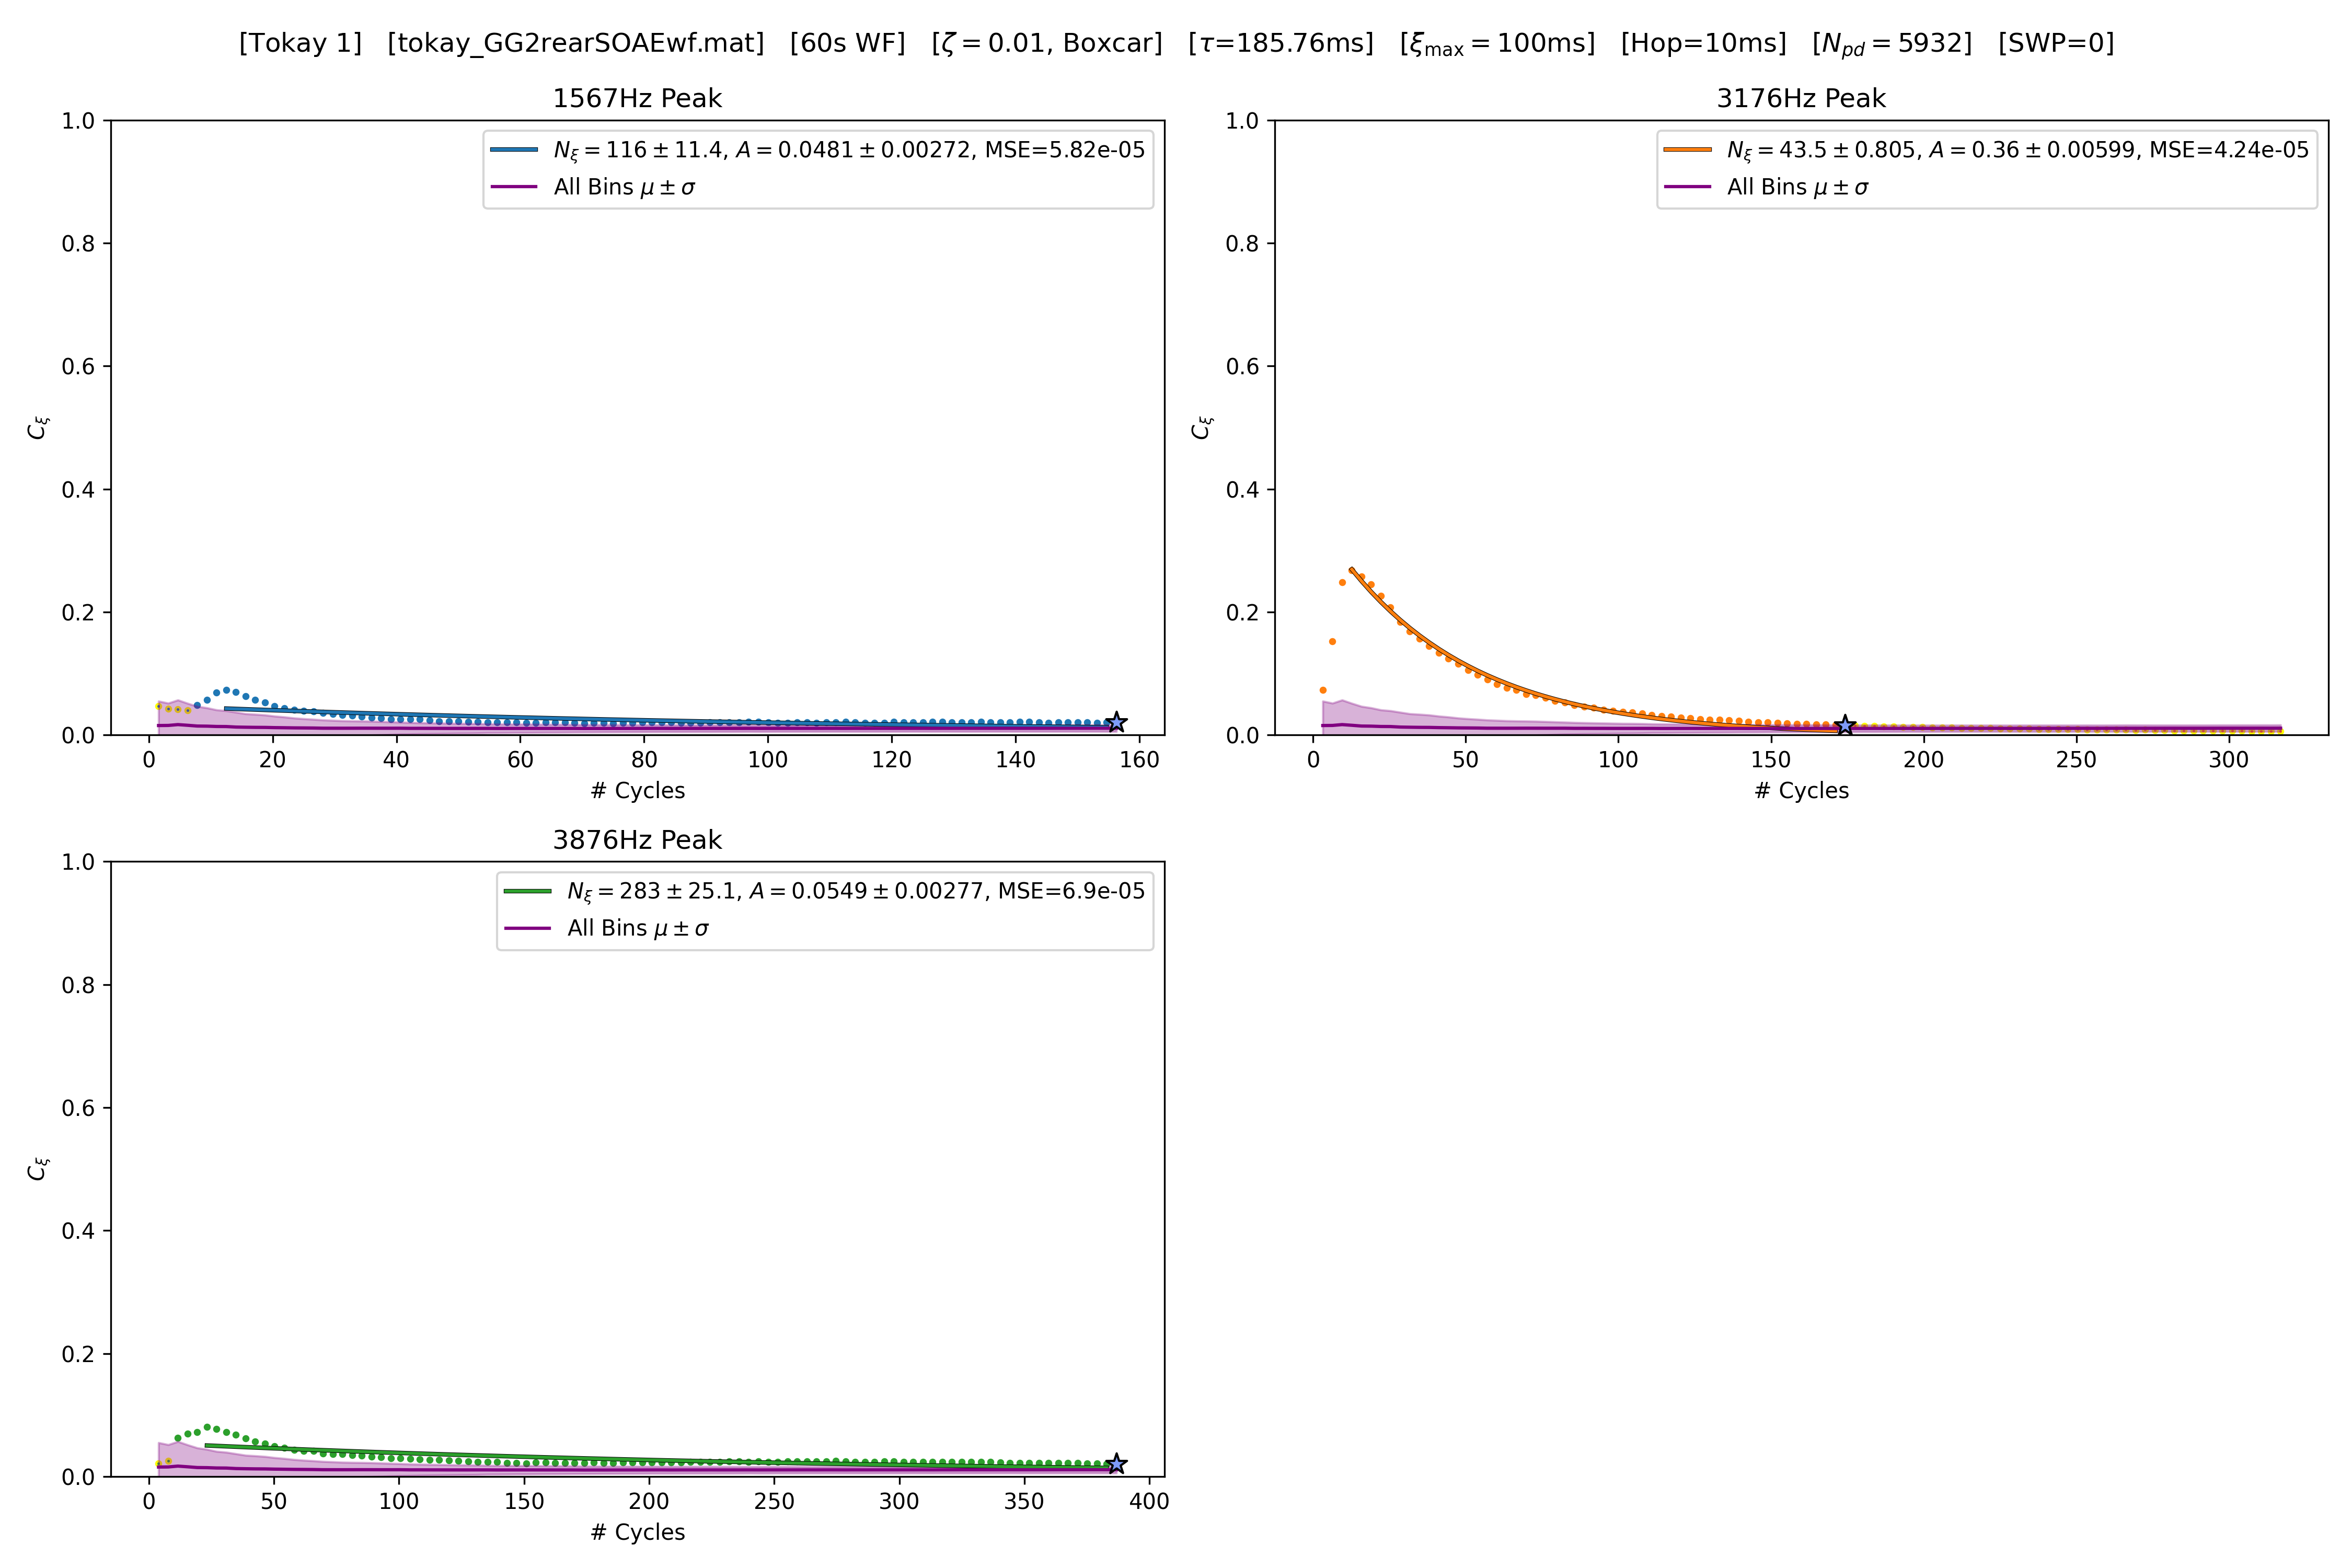 [Tokay 1] [tokay_GG2rearSOAEwf.mat] [60s WF] [ζ = 0.01, Boxcar] [τ=185.76ms] [ξmax = 100ms] [Hop=10ms] [Npd = 5932] [SWP=0]
1567Hz Peak
Nξ = 116 ± 11.4, A = 0.0481 ± 0.00272, MSE=5.82e-05
All Bins μ ± σ
1.0
0.8
0.6
0.4
0.2
0.0
Cξ
0 20 40 60 80 100 120 140 160
# Cycles
3176Hz Peak
Nξ = 43.5 ± 0.805, A = 0.36 ± 0.00599, MSE=4.24e-05
All Bins μ ± σ
1.0
0.8
0.6
0.4
0.2
0.0
Cξ
0 50 100 150 200 250 300
# Cycles
3876Hz Peak
Nξ = 283 ± 25.1, A = 0.0549 ± 0.00277, MSE=6.9e-05
All Bins μ ± σ
1.0
0.8
0.6
0.4
0.2
0.0
Cξ
0 50 100 150 200 250 300 350 400
# Cycles